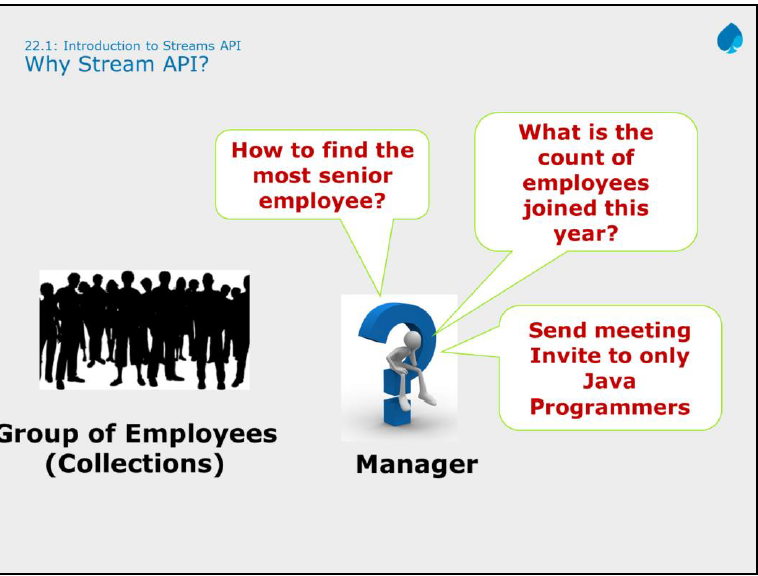 22.1: Introduction to Streams API
Why Stream API?
How to find the
most senior
employee?
What is the
count of
employees
joined this
year?
Send meeting
Invite to only
Java
Programmers
Group of Employees
(Collections)
Manager